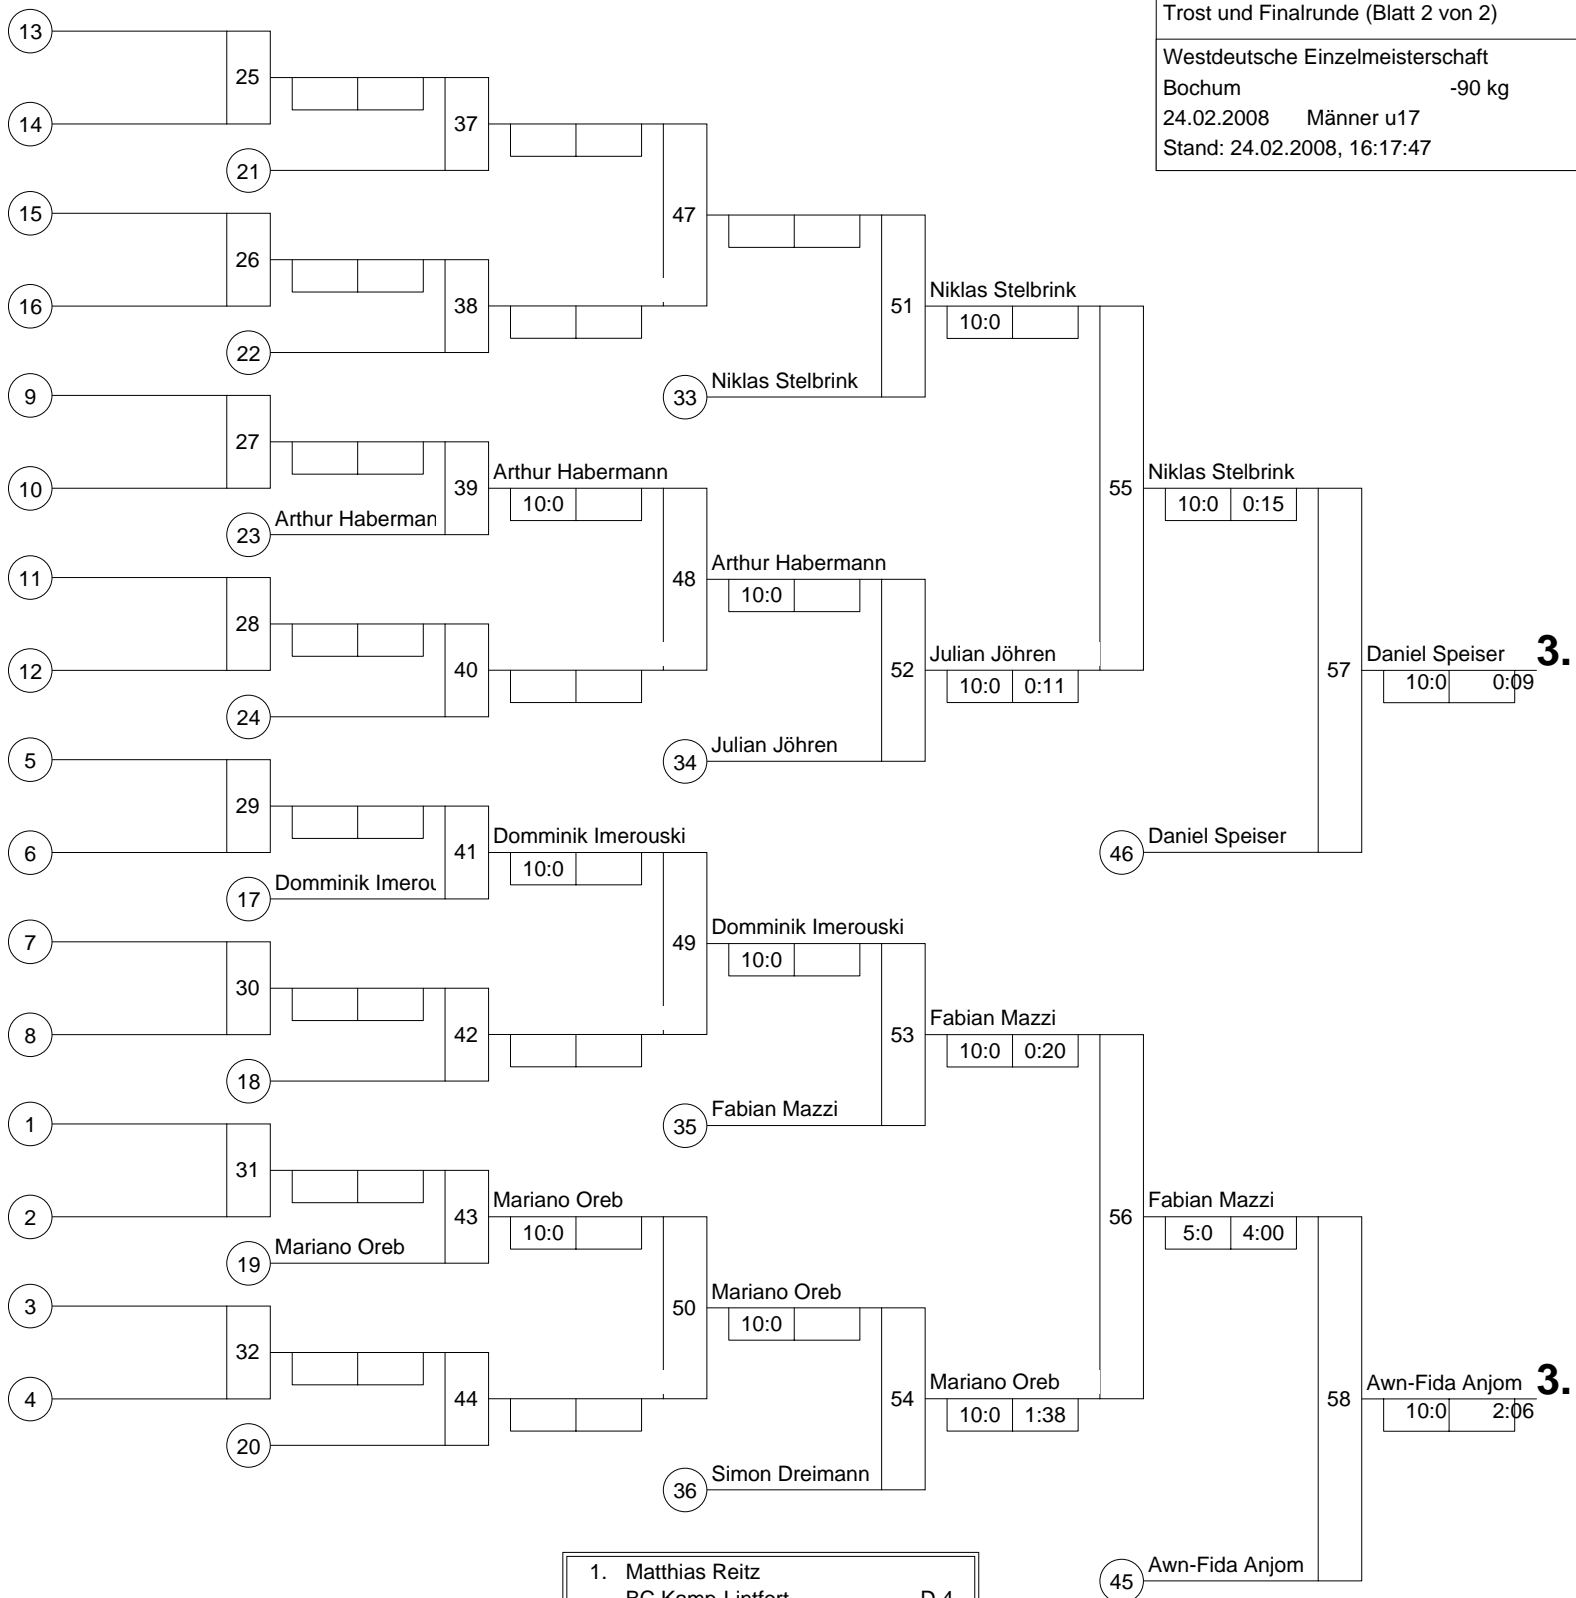 Trost und Finalrunde (Blatt 2 von 2)
Westdeutsche Einzelmeisterschaft
Bochum -90 kg
24.02.2008 Männer u17
Stand: 24.02.2008, 16:17:47
13
25
14
37
21
15
47
26
16
38
51
Niklas Stelbrink
10:0
22
33
Niklas Stelbrink
9
27
10
39
Arthur Habermann
10:0
55
Niklas Stelbrink
10:0 0:15
23
Arthur Haberman
11
48
Arthur Habermann
10:0
28
12
40
52
Julian Jöhren
10:0 0:11
57
Daniel Speiser
3.
10:0 0:09
24
34
Julian Jöhren
5
29
6
41
Domminik Imerouski
10:0
46
Daniel Speiser
17
Domminik Imerou
7
49
Domminik Imerouski
10:0
30
8
42
53
Fabian Mazzi
10:0 0:20
18
35
Fabian Mazzi
1
31
2
43
Mariano Oreb
10:0
56
Fabian Mazzi
5:0 4:00
19
Mariano Oreb
3
50
Mariano Oreb
10:0
32
4
44
54
Mariano Oreb
10:0 1:38
58
Awn-Fida Anjom
3.
10:0 2:06
20
36
Simon Dreimann
45
Awn-Fida Anjom
1. Matthias Reitz
BC Kamp-Lintfort D 4